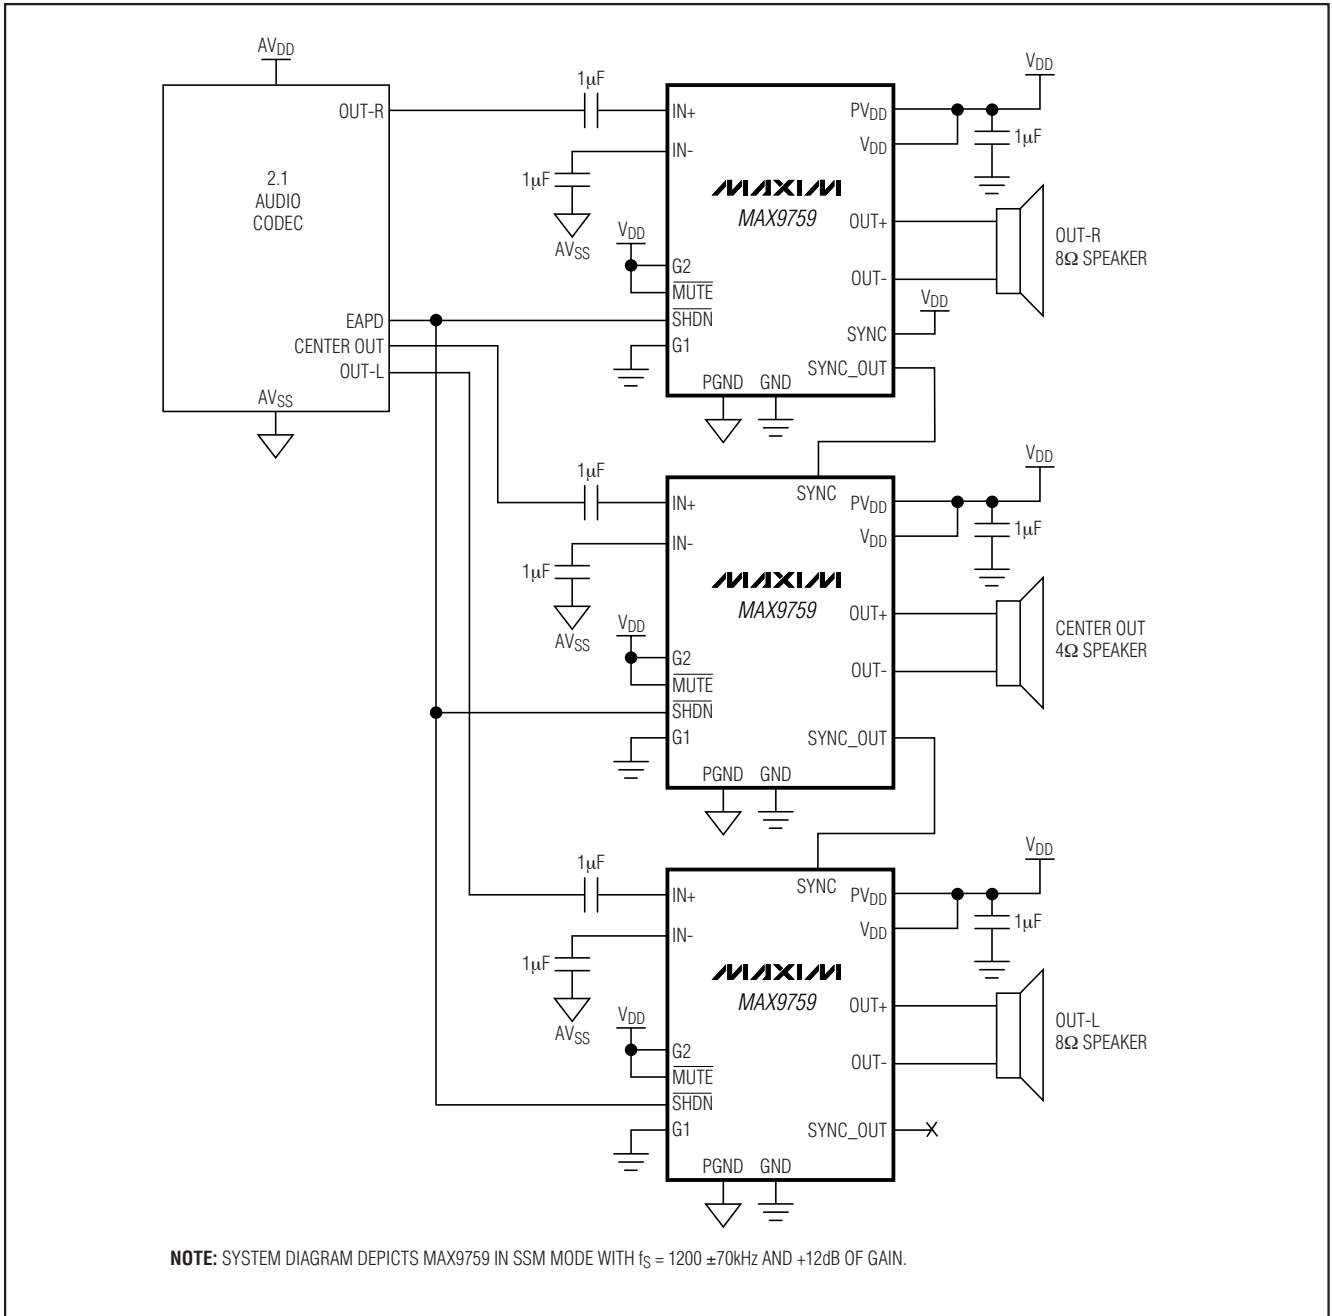 AVDD
OUT-R
2.1
AUDIO
CODEC
EAPD
CENTER OUT
OUT-L
AVSS
1µF
1µF
AVSS
VDD
IN+
IN-
G2
MUTE
SHDN
G1
PGND GND
MAXIM
MAX9759
PVDD
VDD
OUT+
OUT-
SYNC
SYNC_OUT
VDD
1µF
VDD
OUT-R
8Ω SPEAKER
1µF
1µF
AVSS
VDD
IN+
IN-
G2
MUTE
SHDN
G1
PGND GND
SYNC
MAXIM
MAX9759
PVDD
VDD
OUT+
OUT-
SYNC_OUT
VDD
1µF
CENTER OUT
4Ω SPEAKER
1µF
1µF
AVSS
VDD
IN+
IN-
G2
MUTE
SHDN
G1
PGND GND
SYNC
MAXIM
MAX9759
PVDD
VDD
OUT+
OUT-
SYNC_OUT
VDD
1µF
OUT-L
8Ω SPEAKER
NOTE: SYSTEM DIAGRAM DEPICTS MAX9759 IN SSM MODE WITH fS = 1200 ±70kHz AND +12dB OF GAIN.